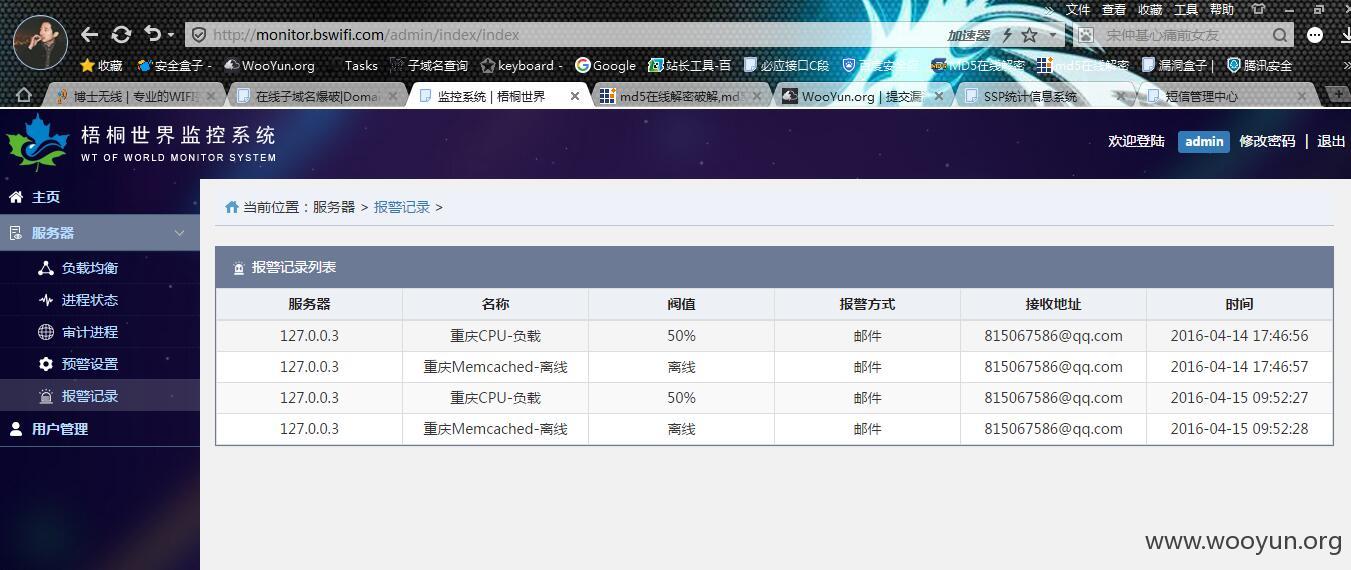 文件 查看 收藏 工具 帮助
http://monitor.bswifi.com/admin/index/index 加速器 宋仲基心痛前女友
收藏 安全盒子 - WooYun.org Tasks 子域名查询 keyboard - Google 站长工具-百 必应接口C段 MD5在线解密 md5在线解密 漏洞盒子 | 腾讯安全
博士无线 | 专业的WIFI 在线子域名爆破|Domai 监控系统 | 梧桐世界 md5在线解密破解,md5 WooYun.org | 提交漏 SSP统计信息系统 短信管理中心
梧桐世界监控系统
WT OF WORLD MONITOR SYSTEM
欢迎登陆 admin 修改密码 | 退出
主页
服务器
负载均衡
进程状态
审计进程
预警设置
报警记录
用户管理
当前位置：服务器 > 报警记录 >
报警记录列表
服务器 名称 阀值 报警方式 接收地址 时间
127.0.0.3 重庆CPU-负载 50% 邮件 815067586@qq.com 2016-04-14 17:46:56
127.0.0.3 重庆Memcached-离线 离线 邮件 815067586@qq.com 2016-04-14 17:46:57
127.0.0.3 重庆CPU-负载 50% 邮件 815067586@qq.com 2016-04-15 09:52:27
127.0.0.3 重庆Memcached-离线 离线 邮件 815067586@qq.com 2016-04-15 09:52:28
www.wooyun.org